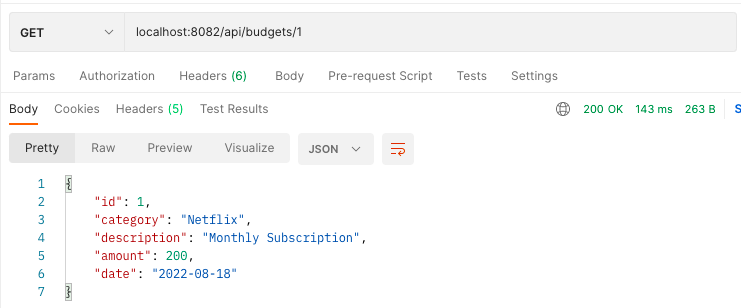 GET localhost:8082/api/budgets/1
Params Authorization Headers (6) Body Pre-request Script Tests Settings
Body Cookies Headers (5) Test Results 200 OK 143 ms 263 B S
Pretty Raw Preview Visualize JSON
1 {
2 "id": 1,
3 "category": "Netflix",
4 "description": "Monthly Subscription",
5 "amount": 200,
6 "date": "2022-08-18"
7 }